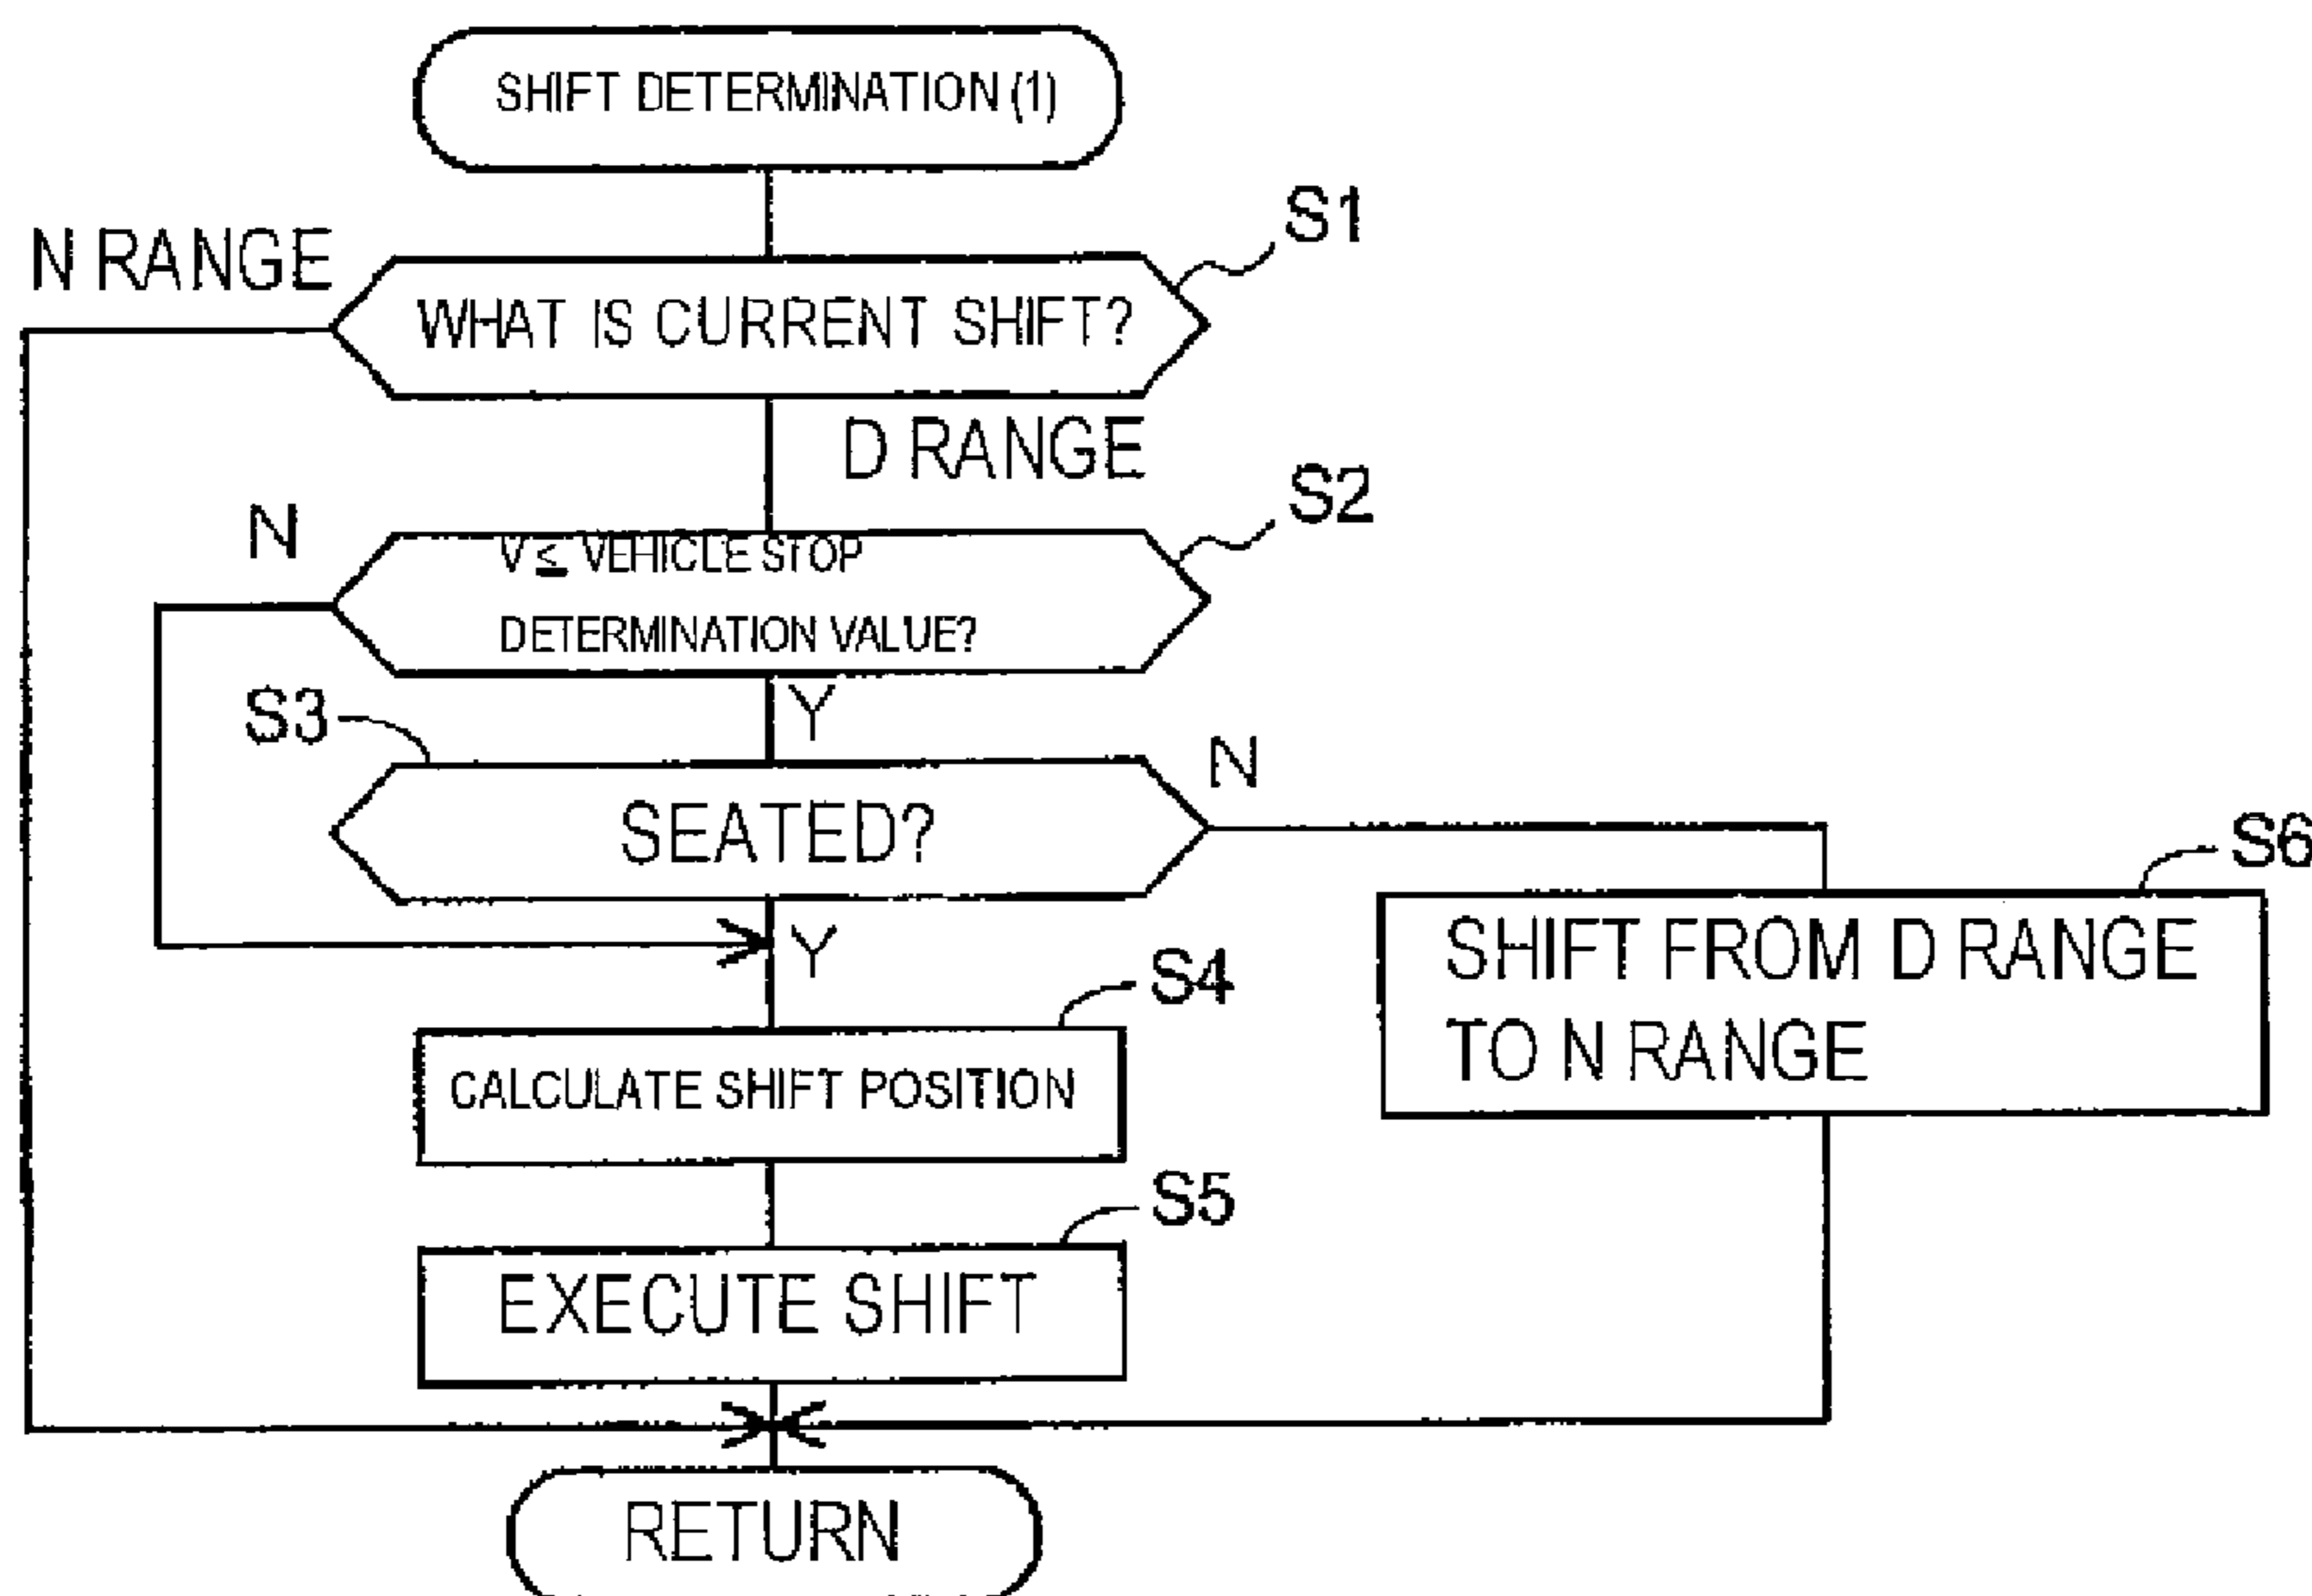 SHIFT DETERMINATION (1)
S1
N RANGE
WHAT IS CURRENT SHIFT?
D RANGE
S2
N
V ≤ VEHICLE STOP
DETERMINATION VALUE?
S3
Y
N
SEATED?
S6
Y
SHIFT FROM D RANGE
TO N RANGE
S4
CALCULATE SHIFT POSITION
S5
EXECUTE SHIFT
RETURN